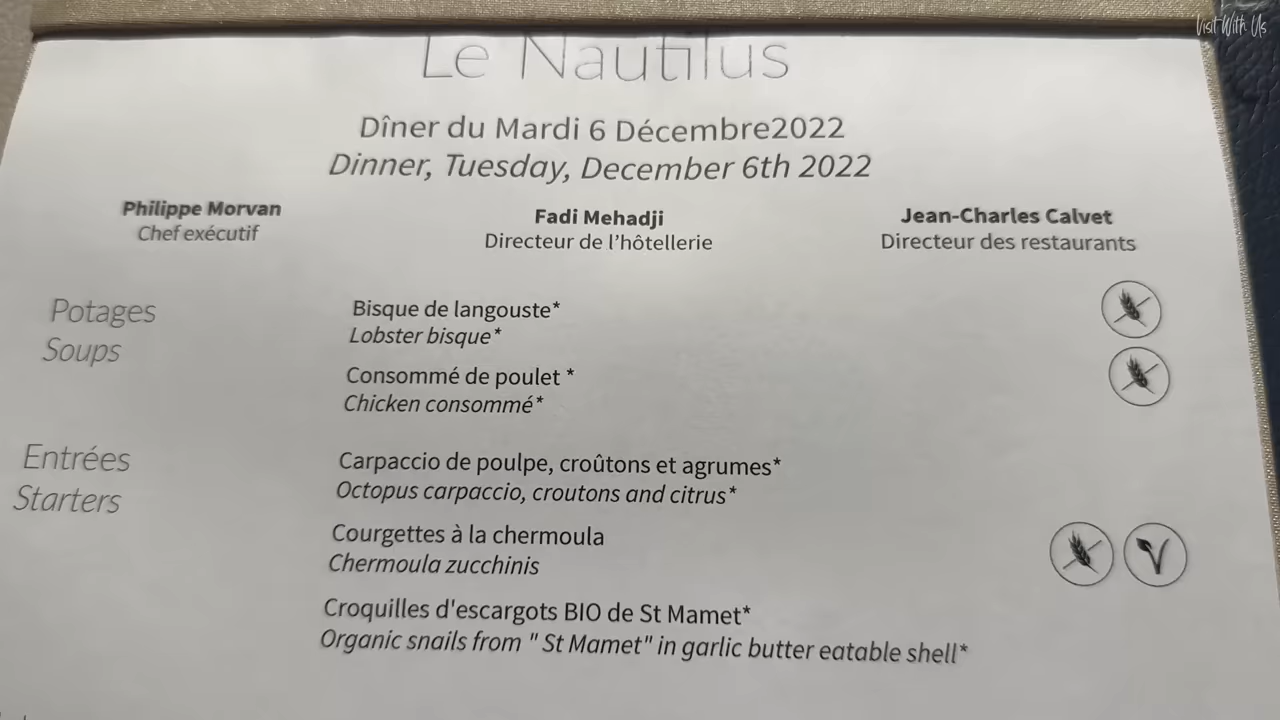 Visit With Us
Le Nautilus
Dîner du Mardi 6 Décembre2022
Dinner, Tuesday, December 6th 2022
Philippe Morvan
Chef exécutif
Fadi Mehadji
Directeur de l'hôtellerie
Jean-Charles Calvet
Directeur des restaurants
Potages
Soups
Bisque de langouste*
Lobster bisque*
Consommé de poulet *
Chicken consommé*
Entrées
Starters
Carpaccio de poulpe, croûtons et agrumes*
Octopus carpaccio, croutons and citrus*
Courgettes à la chermoula
Chermoula zucchinis
Croquilles d'escargots BIO de St Mamet*
Organic snails from " St Mamet" in garlic butter eatable shell*